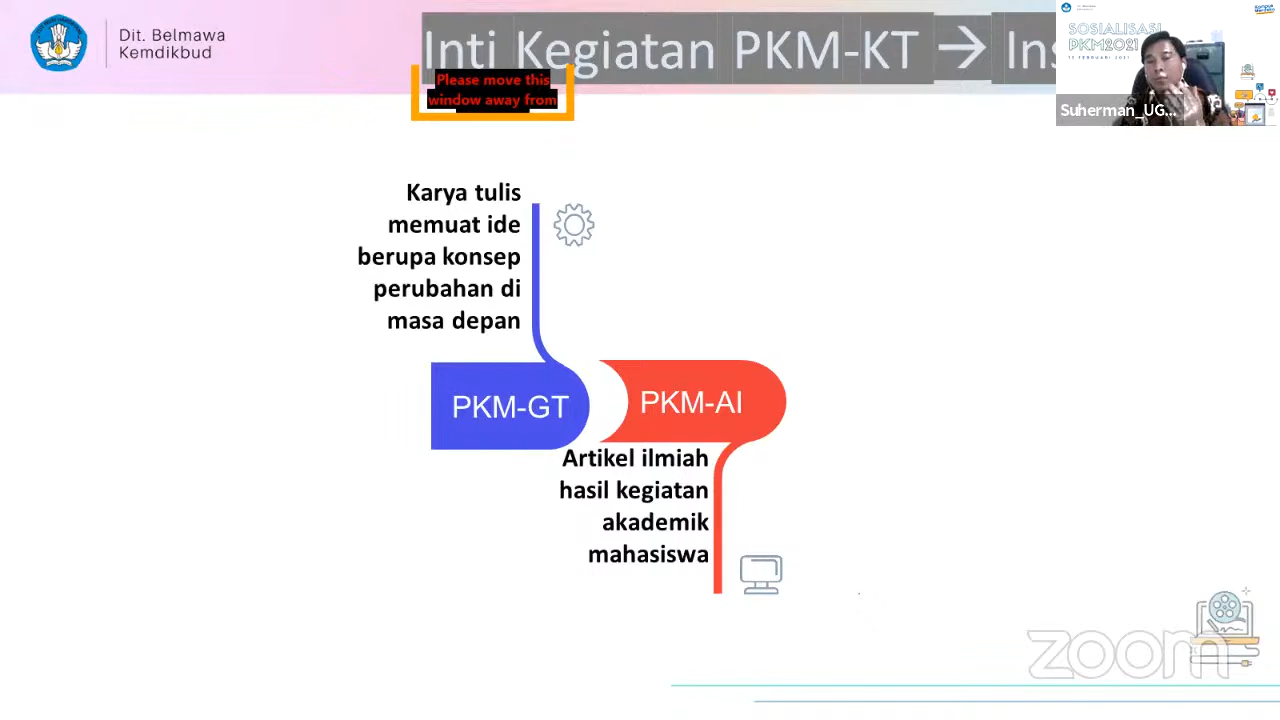 Dit. Belmawa
Kemdikbud
Inti Kegiatan PKM-KT → Ins
Please move this
window away from
SOSIALISASI
PKM2021
Suherman_UG...
Karya tulis
memuat ide
berupa konsep
perubahan di
masa depan
PKM-GT
PKM-AI
Artikel ilmiah
hasil kegiatan
akademik
mahasiswa
zoom